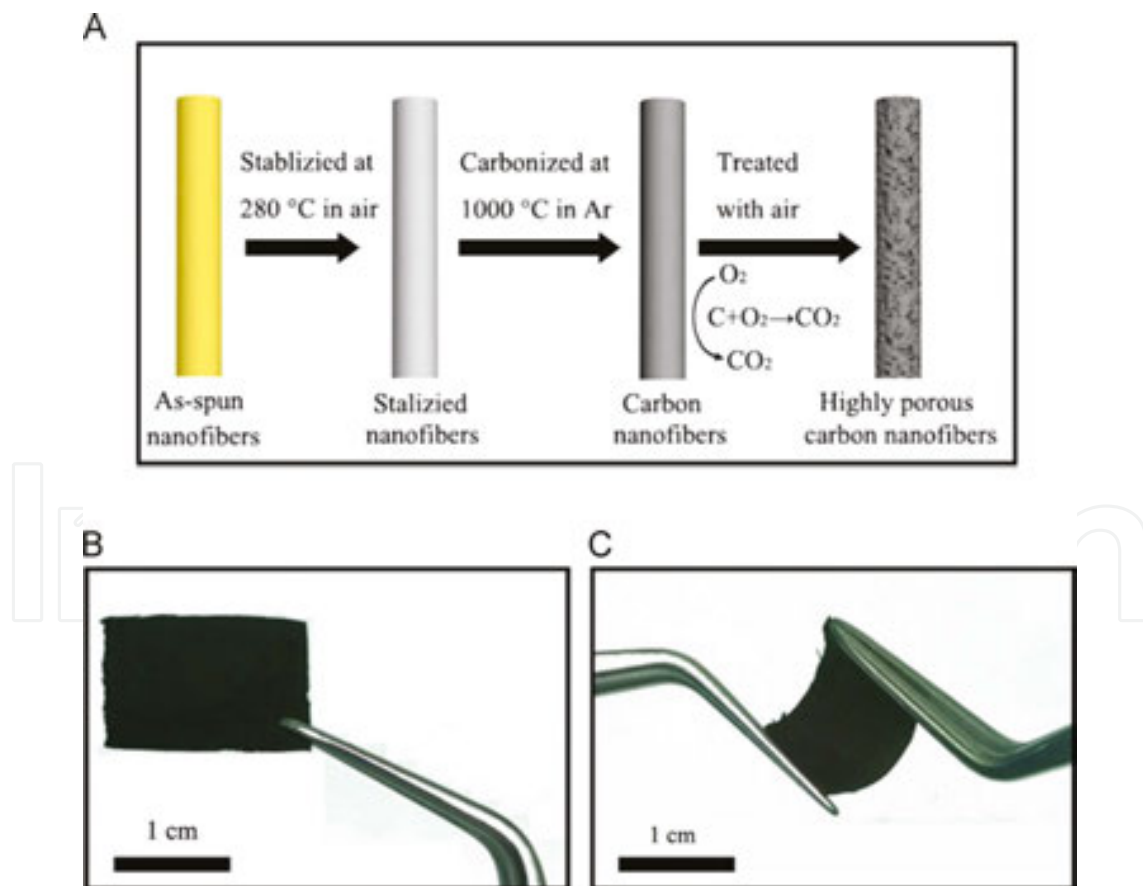 A
Stablizied at
280 °C in air
Carbonized at
1000 °C in Ar
Treated
with air
O₂
C+O₂→CO₂
CO₂
As-spun
nanofibers
Stalizied
nanofibers
Carbon
nanofibers
Highly porous
carbon nanofibers
B
1 cm
C
1 cm